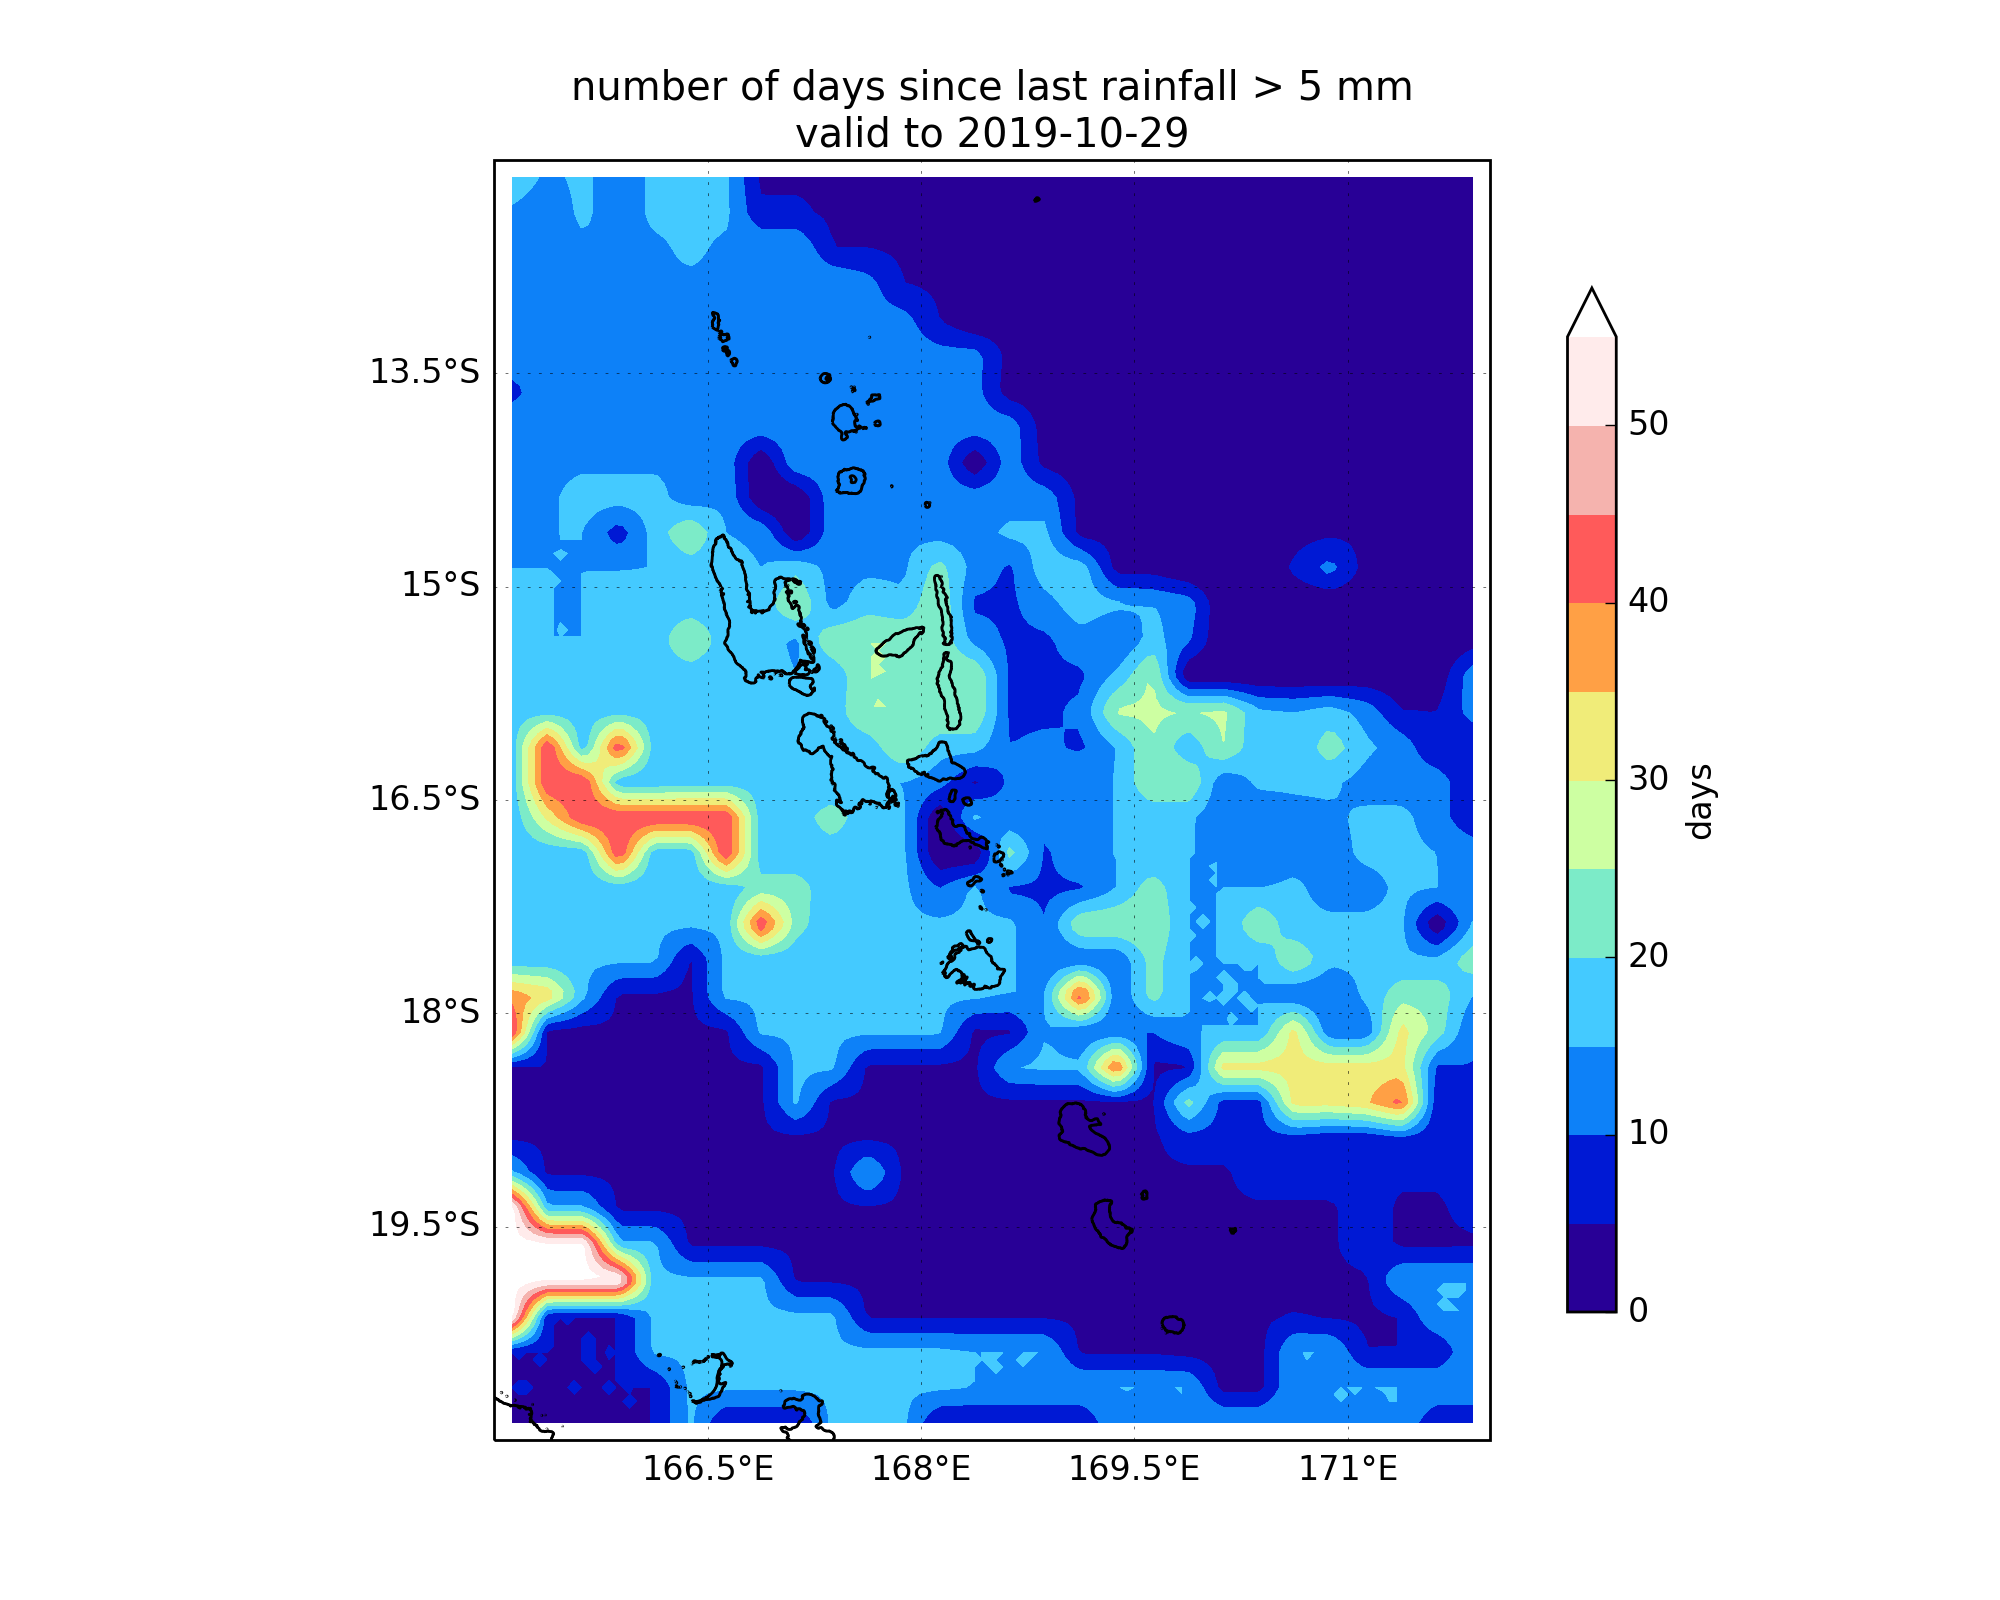 number of days since last rainfall > 5 mm
valid to 2019-10-29
13.5°S
15°S
16.5°S
18°S
19.5°S
166.5°E
168°E
169.5°E
171°E
50
40
30
20
10
0
days